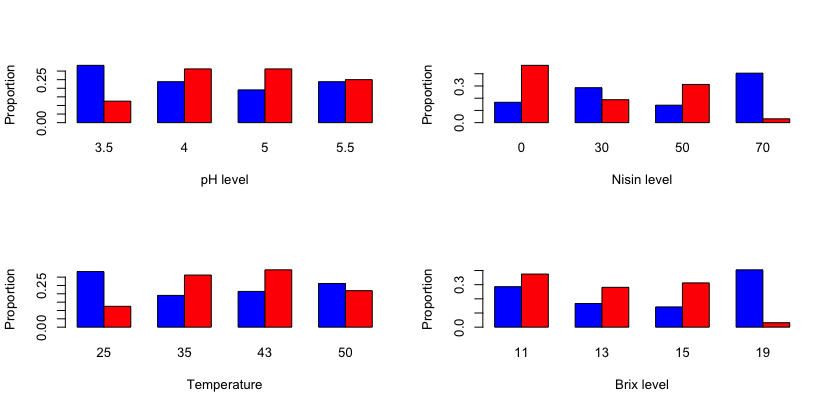 Proportion
0.00 0.25
3.5 4 5 5.5
pH level
Proportion
0.0 0.3
0 30 50 70
Nisin level
Proportion
0.00 0.25
25 35 43 50
Temperature
Proportion
0.0 0.3
11 13 15 19
Brix level